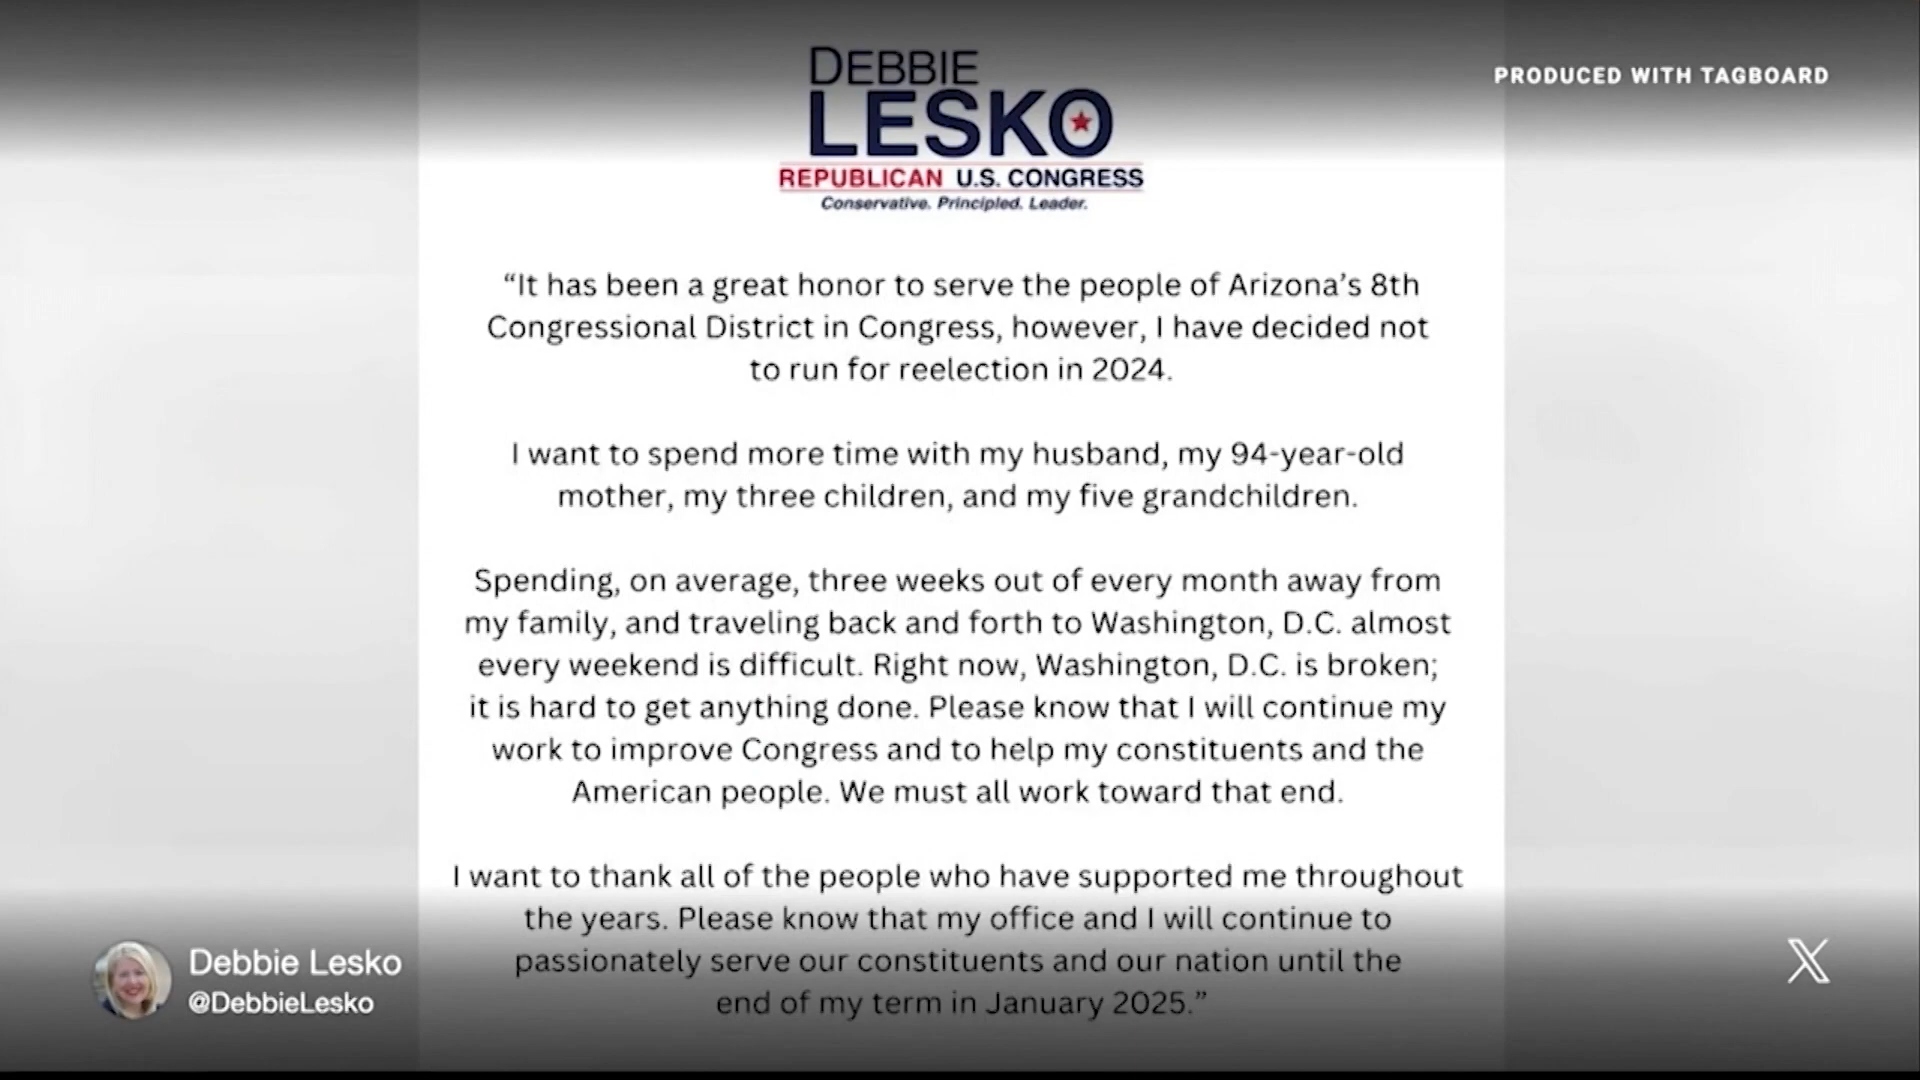 DEBBIE
LESKO
REPUBLICAN U.S. CONGRESS
Conservative. Principled. Leader.
PRODUCED WITH TAGBOARD
“It has been a great honor to serve the people of Arizona’s 8th
Congressional District in Congress, however, I have decided not
to run for reelection in 2024.
I want to spend more time with my husband, my 94-year-old
mother, my three children, and my five grandchildren.
Spending, on average, three weeks out of every month away from
my family, and traveling back and forth to Washington, D.C. almost
every weekend is difficult. Right now, Washington, D.C. is broken;
it is hard to get anything done. Please know that I will continue my
work to improve Congress and to help my constituents and the
American people. We must all work toward that end.
I want to thank all of the people who have supported me throughout
the years. Please know that my office and I will continue to
passionately serve our constituents and our nation until the
end of my term in January 2025.”
Debbie Lesko
@DebbieLesko
X